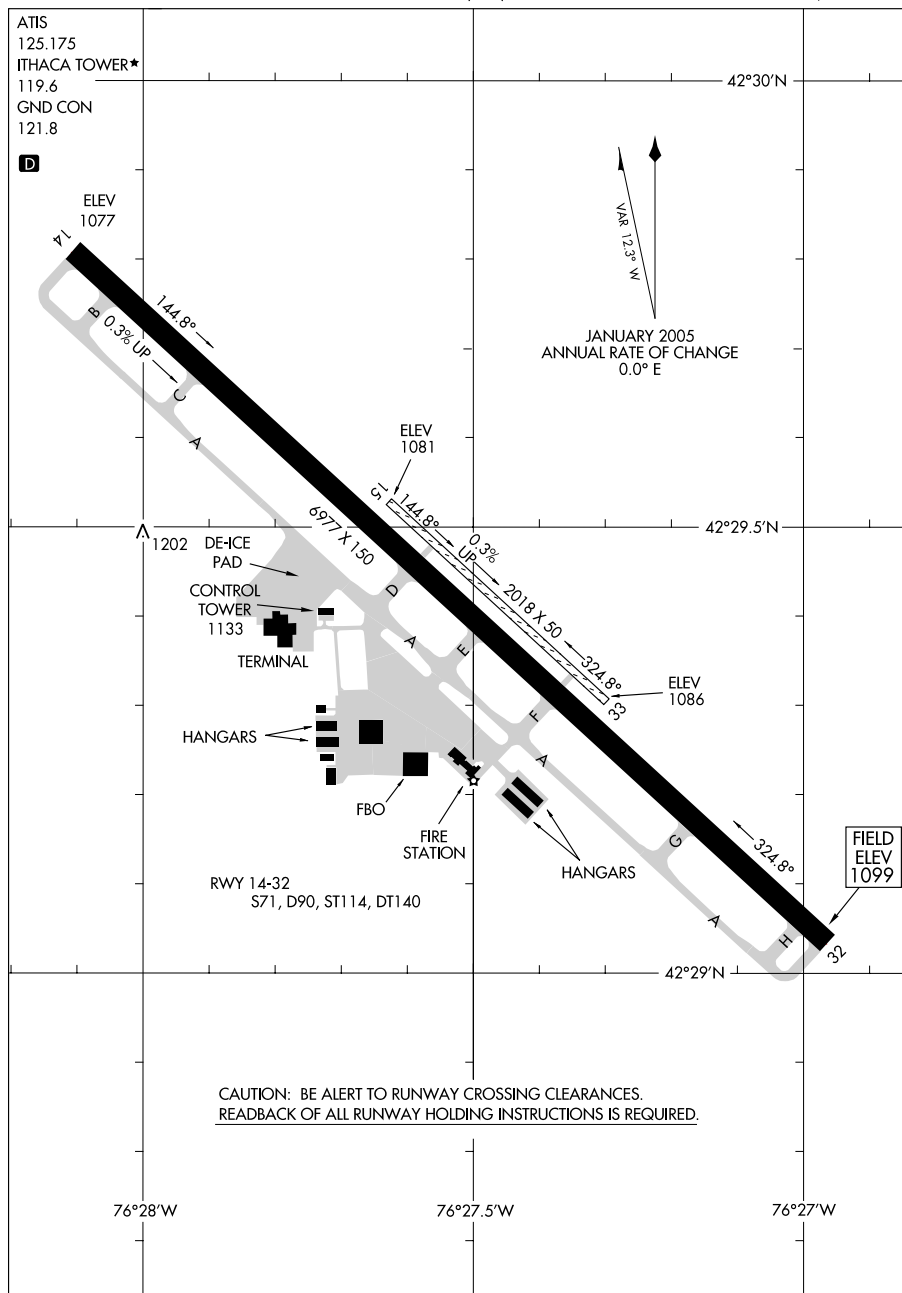 ATIS
125.175
ITHACA TOWER★
119.6
GND CON
121.8
D
42°30'N
ELEV
1077
14
VAR 12.3° W
JANUARY 2005
ANNUAL RATE OF CHANGE
0.0° E
144.8°
B
0.3% UP
C
A
ELEV
1081
15
144.8°
0.3%
UP
2018 X 50
324.8°
42°29.5'N
6977 X 150
1202
DE-ICE
PAD
CONTROL
TOWER
1133
TERMINAL
D
A
E
ELEV
1086
33
F
A
HANGARS
FBO
FIRE
STATION
HANGARS
G
324.8°
FIELD
ELEV
1099
RWY 14-32
S71, D90, ST114, DT140
A
H
32
42°29'N
CAUTION: BE ALERT TO RUNWAY CROSSING CLEARANCES.
READBACK OF ALL RUNWAY HOLDING INSTRUCTIONS IS REQUIRED.
76°28'W
76°27.5'W
76°27'W